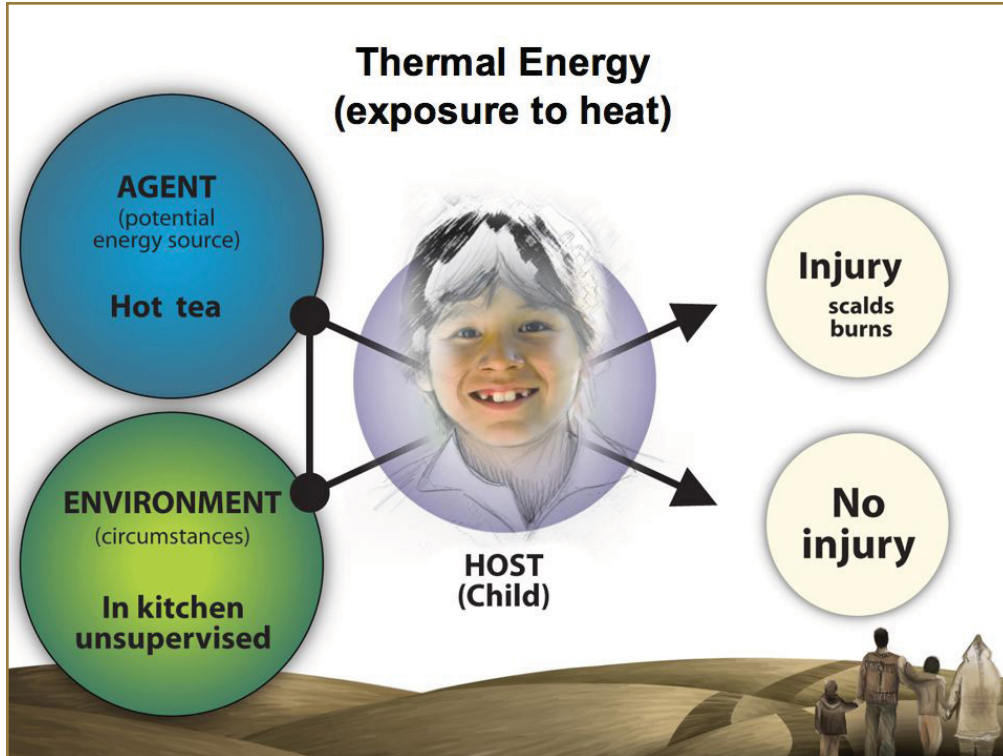 Thermal Energy
(exposure to heat)
AGENT
(potential
energy source)
Hot tea
ENVIRONMENT
(circumstances)
In kitchen
unsupervised
HOST
(Child)
Injury
scalds
burns
No
injury